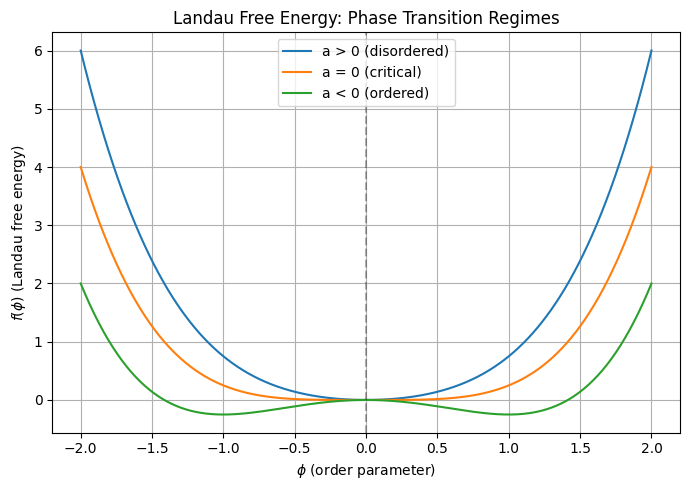 Landau Free Energy: Phase Transition Regimes
a > 0 (disordered)
a = 0 (critical)
a < 0 (ordered)
f(ϕ) (Landau free energy)
6
5
4
3
2
1
0
−2.0 −1.5 −1.0 −0.5 0.0 0.5 1.0 1.5 2.0
ϕ (order parameter)